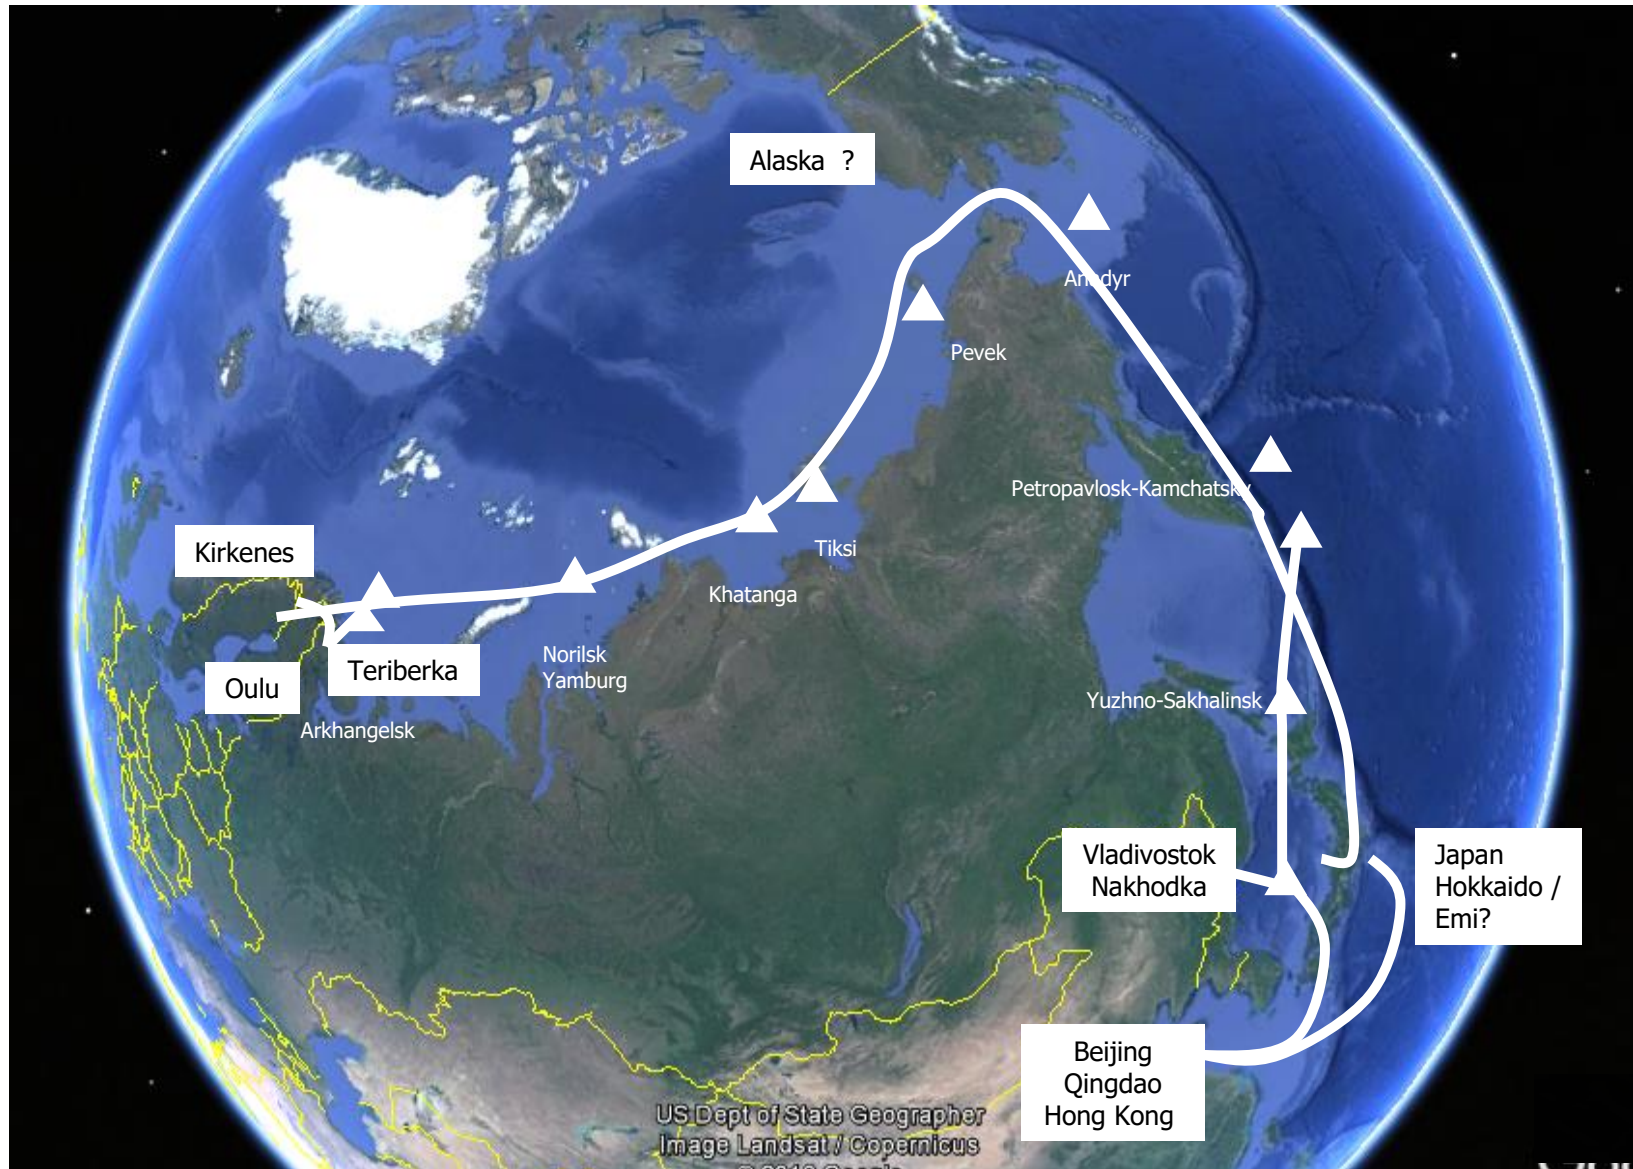 Alaska ?
Anadyr
Pevek
Petropavlosk-Kamchatsky
Kirkenes
Tiksi
Khatanga
Norilsk
Yamburg
Teriberka
Oulu
Arkhangelsk
Yuzhno-Sakhalinsk
Vladivostok
Nakhodka
Japan
Hokkaido /
Emi?
Beijing
Qingdao
Hong Kong
US Dept of State Geographer
Image Landsat / Copernicus